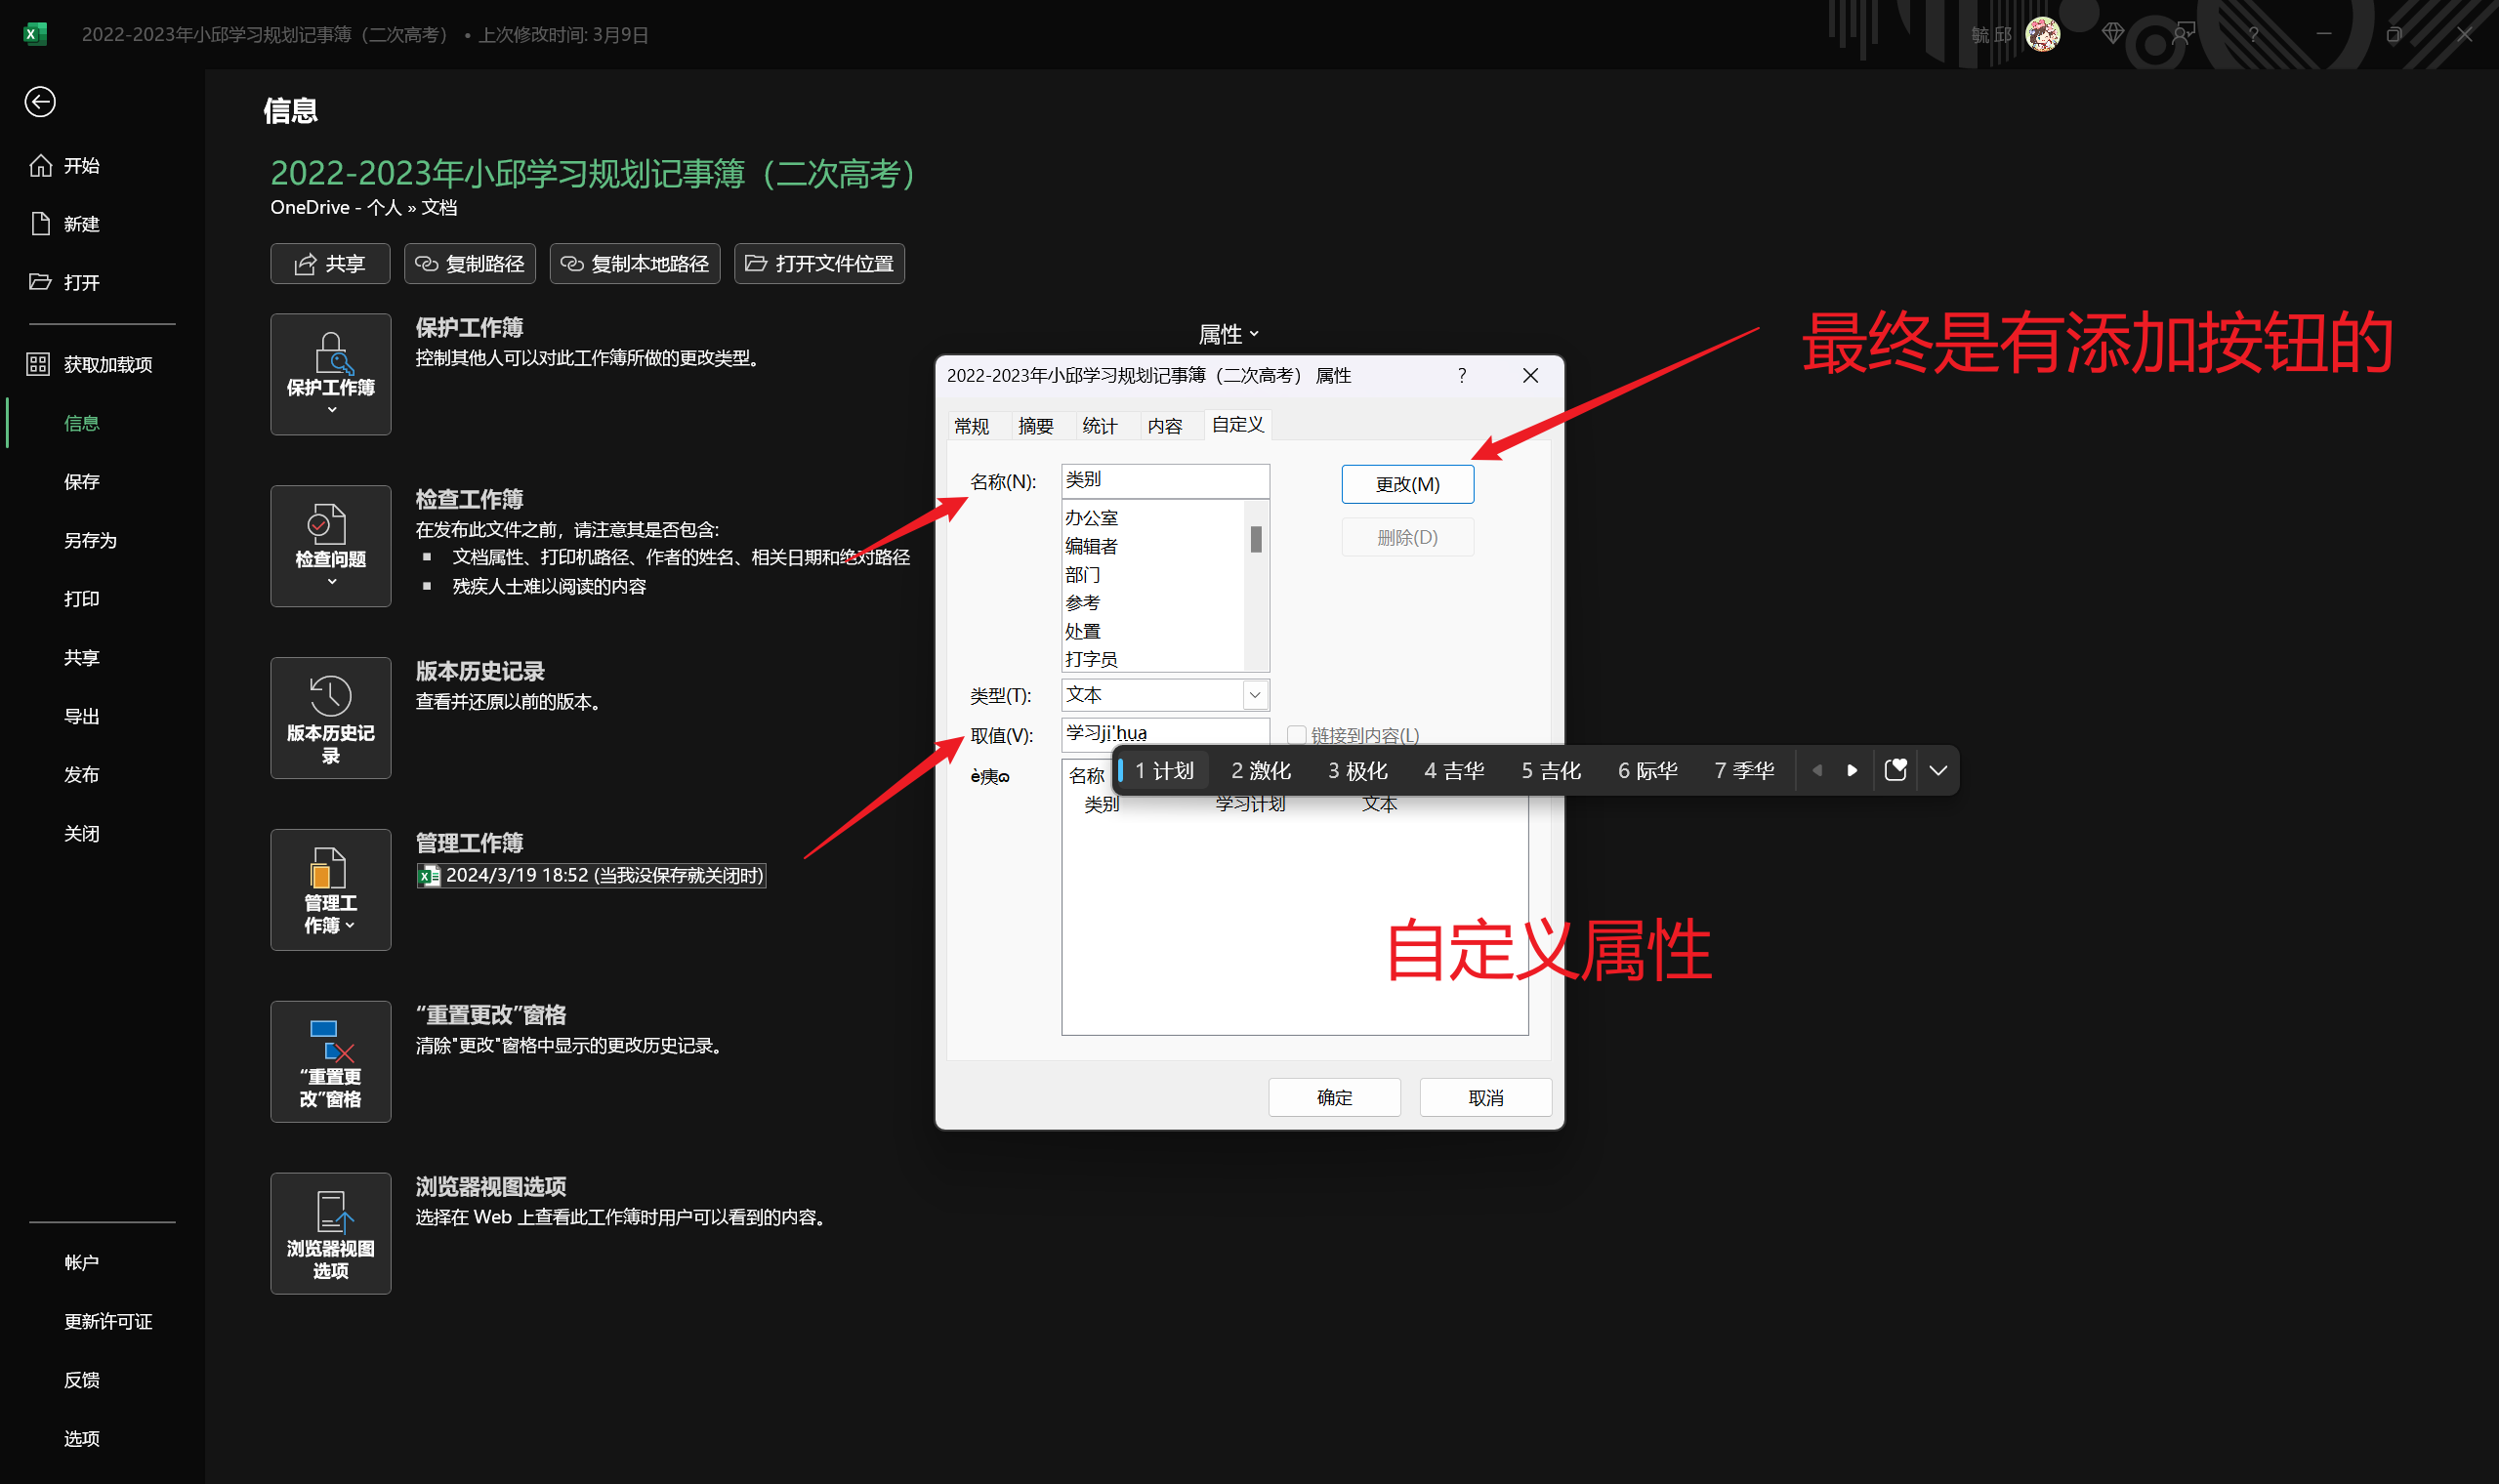 2022-2023年小邱学习规划记事簿（二次高考） • 上次修改时间: 3月9日
毓 邱
?
信息
开始
新建
打开
获取加载项
信息
保存
另存为
打印
共享
导出
发布
关闭
帐户
更新许可证
反馈
选项
2022-2023年小邱学习规划记事簿（二次高考）
OneDrive - 个人 » 文档
共享
复制路径
复制本地路径
打开文件位置
保护工作簿
保护工作簿
控制其他人可以对此工作簿所做的更改类型。
检查问题
检查工作簿
在发布此文件之前，请注意其是否包含:
▪ 文档属性、打印机路径、作者的姓名、相关日期和绝对路径
▪ 残疾人士难以阅读的内容
版本历史记
录
版本历史记录
查看并还原以前的版本。
管理工
作簿
管理工作簿
2024/3/19 18:52 (当我没保存就关闭时)
“重置更
改”窗格
“重置更改”窗格
清除"更改"窗格中显示的更改历史记录。
浏览器视图
选项
浏览器视图选项
选择在 Web 上查看此工作簿时用户可以看到的内容。
属性
2022-2023年小邱学习规划记事簿（二次高考） 属性
?
常规
摘要
统计
内容
自定义
名称(N):
类别
办公室
编辑者
部门
参考
处置
打字员
更改(M)
删除(D)
类型(T):
文本
取值(V):
学习ji'hua
链接到内容(L)
1 计划 2 激化 3 极化 4 吉华 5 吉化 6 际华 7 季华
名称
类别 学习计划 文本
确定
取消
最终是有添加按钮的
自定义属性